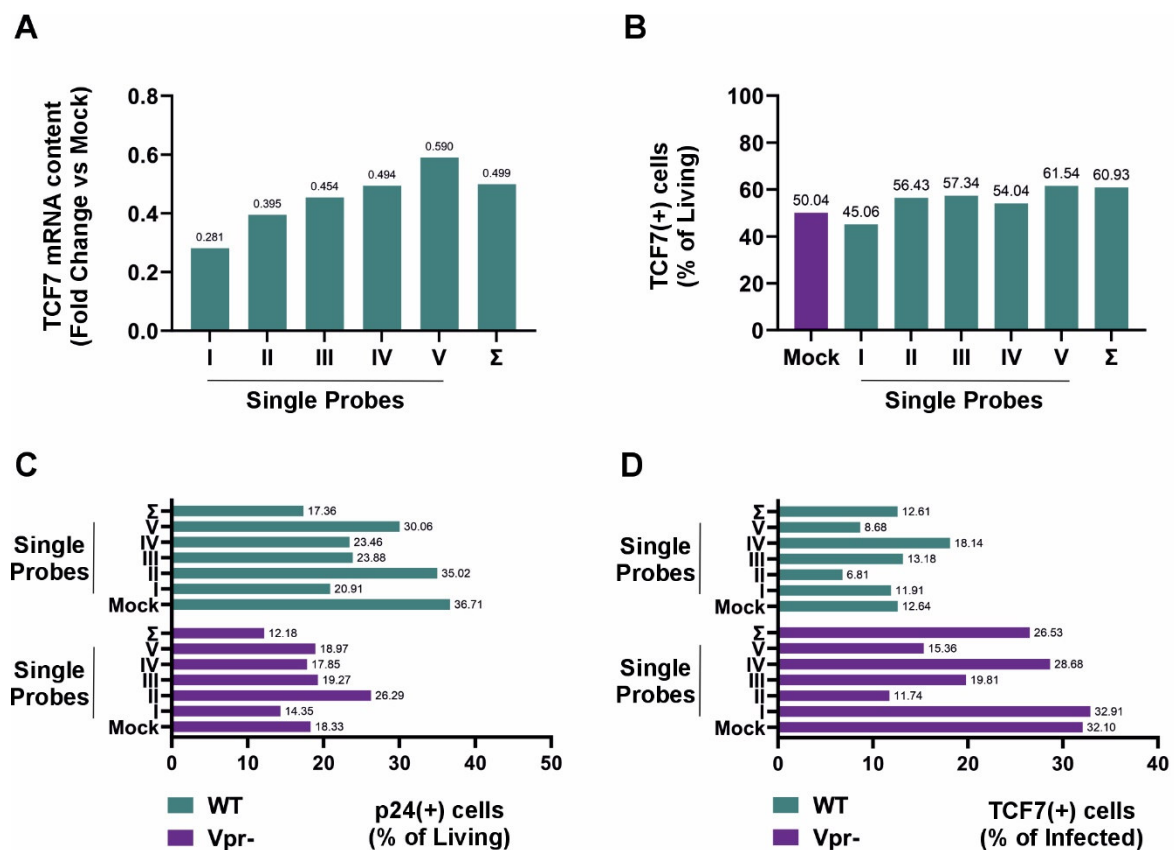 A
TCF7 mRNA content
(Fold Change vs Mock)
0.8
0.6
0.4
0.2
0.0
0.281
0.395
0.454
0.494
0.590
0.499
I II III IV V Σ
Single Probes
B
TCF7(+) cells
(% of Living)
100
80
60
40
20
0
50.04
45.06
56.43
57.34
54.04
61.54
60.93
Mock I II III IV V Σ
Single Probes
C
Single
Probes
Σ 17.36
V 30.06
IV 23.46
III 23.88
II 35.02
I 20.91
Mock 36.71
Single
Probes
Σ 12.18
V 18.97
IV 17.85
III 19.27
II 26.29
I 14.35
Mock 18.33
0 10 20 30 40 50
WT
Vpr-
p24(+) cells
(% of Living)
D
Single
Probes
Σ 12.61
V 8.68
IV 18.14
III 13.18
II 6.81
I 11.91
Mock 12.64
Single
Probes
Σ 26.53
V 15.36
IV 28.68
III 19.81
II 11.74
I 32.91
Mock 32.10
0 10 20 30 40
WT
Vpr-
TCF7(+) cells
(% of Infected)